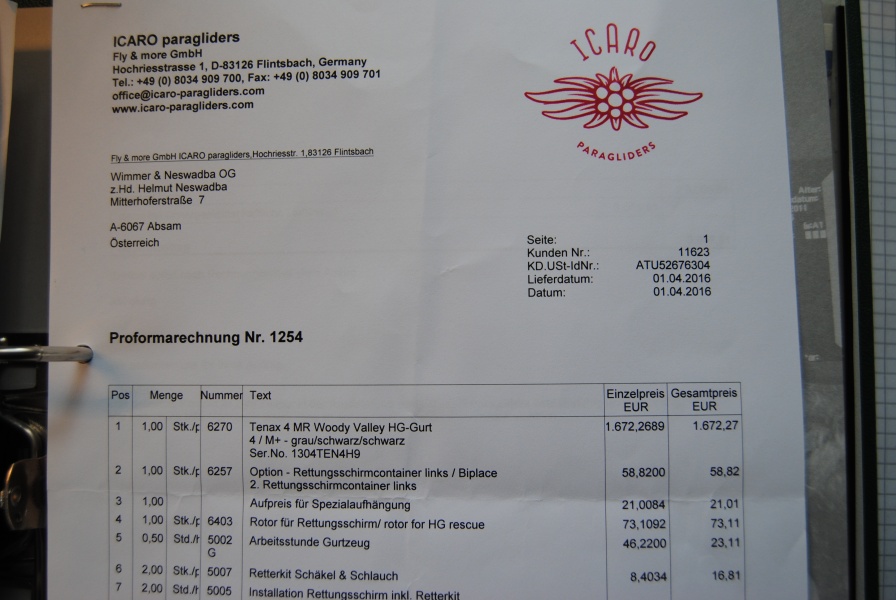 ICARO paragliders
Fly & more GmbH
Hochriesstrasse 1, D-83126 Flintsbach, Germany
Tel.: +49 (0) 8034 909 700, Fax: +49 (0) 8034 909 701
office@icaro-paragliders.com
www.icaro-paragliders.com
ICARO
PARAGLIDERS
Fly & more GmbH ICARO paragliders,Hochriesstr. 1,83126 Flintsbach
Wimmer & Neswadba OG
z.Hd. Helmut Neswadba
Mitterhoferstraße 7
A-6067 Absam
Österreich
Seite: 1
Kunden Nr.: 11623
KD.USt-IdNr.: ATU52676304
Lieferdatum: 01.04.2016
Datum: 01.04.2016
Proformarechnung Nr. 1254
Pos Menge Nummer Text Einzelpreis EUR Gesamtpreis EUR
1 1,00 Stk./p 6270 Tenax 4 MR Woody Valley HG-Gurt 1.672,2689 1.672,27
4 / M+ - grau/schwarz/schwarz
Ser.No. 1304TEN4H9
2 1,00 Stk./p 6257 Option - Rettungsschirmcontainer links / Biplace 58,8200 58,82
2. Rettungsschirmcontainer links
3 1,00 Aufpreis für Spezialaufhängung 21,0084 21,01
4 1,00 Stk./p 6403 Rotor für Rettungsschirm/ rotor for HG rescue 73,1092 73,11
5 0,50 Std./h 5002 Arbeitsstunde Gurtzeug 46,2200 23,11
G
6 2,00 Stk./p 5007 Retterkit Schäkel & Schlauch 8,4034 16,81
7 2,00 Std./h 5005 Installation Rettungsschirm inkl. Retterkit